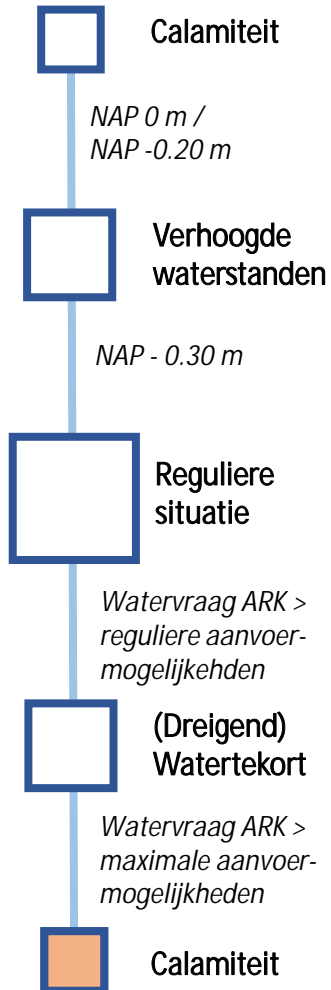 Calamiteit
NAP 0 m /
NAP -0.20 m
Verhoogde
waterstanden
NAP - 0.30 m
Reguliere
situatie
Watervraag ARK >
reguliere aanvoer-
mogelijkehden
(Dreigend)
Watertekort
Watervraag ARK >
maximale aanvoer-
mogelijkheden
Calamiteit